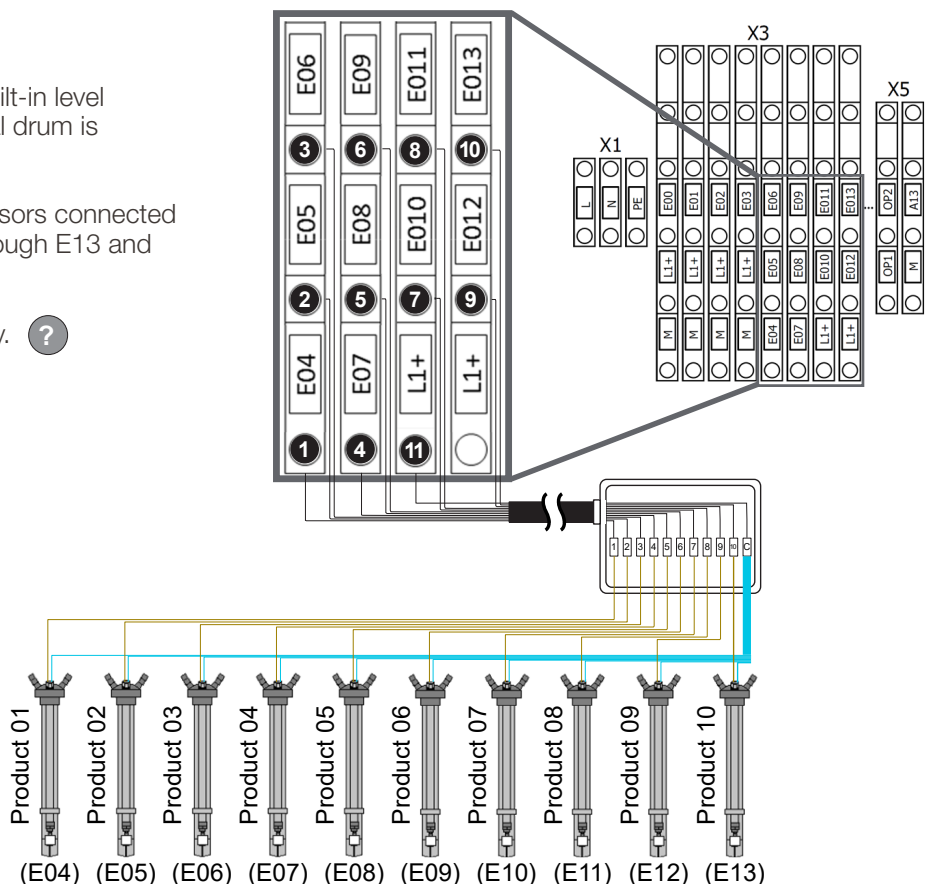 ilt-in level
l drum is
sors connected
ough E13 and
y. ?
E06 E09 E011 E013
3 6 8 10
E05 E08 E010 E012
2 5 7 9
E04 E07 L1+ L1+
1 4 11
X3
X5
X1
L N PE
E00 E01 E02 E03 E06 E09 E011 E013 ... OP2 A13
L1+ L1+ L1+ L1+ E05 E08 E010 E012 OP1 M
M M M M E04 E07 L1+ L1+
1 2 3 4 5 6 7 8 9 10 C
Product 01 Product 02 Product 03 Product 04 Product 05 Product 06 Product 07 Product 08 Product 09 Product 10
(E04) (E05) (E06) (E07) (E08) (E09) (E10) (E11) (E12) (E13)